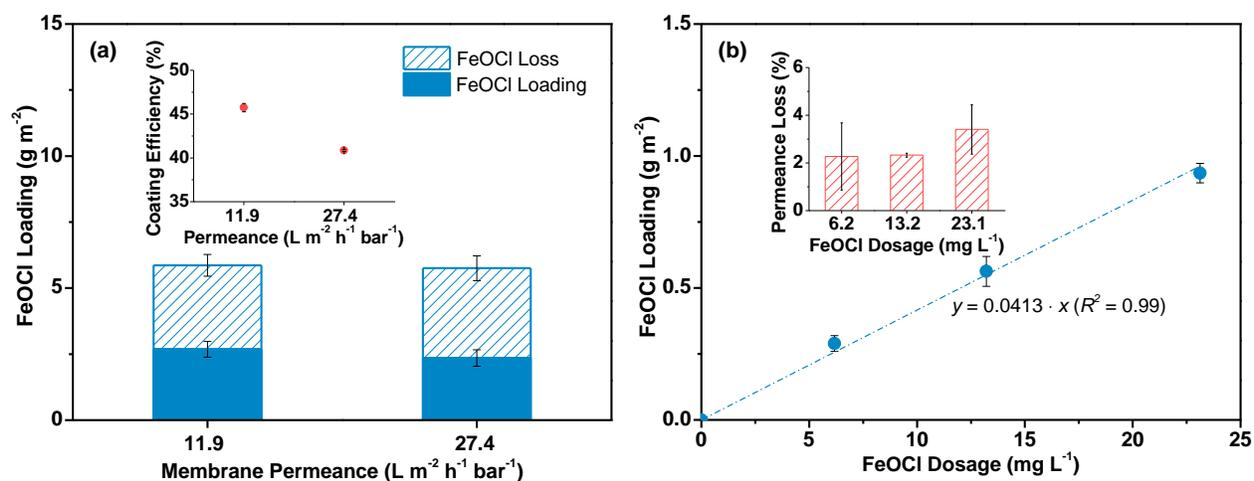 (a)
FeOCl Loss
FeOCl Loading
FeOCl Loading (g m⁻²)
15
10
5
0
11.9
27.4
Membrane Permeance (L m⁻² h⁻¹ bar⁻¹)
Coating Efficiency (%)
50
45
40
35
11.9
27.4
Permeance (L m⁻² h⁻¹ bar⁻¹)
(b)
FeOCl Loading (g m⁻²)
1.5
1.0
0.5
0.0
0
5
10
15
20
25
FeOCl Dosage (mg L⁻¹)
Permeance Loss (%)
6
4
2
0
6.2
13.2
23.1
FeOCl Dosage (mg L⁻¹)
y = 0.0413 · x (R² = 0.99)